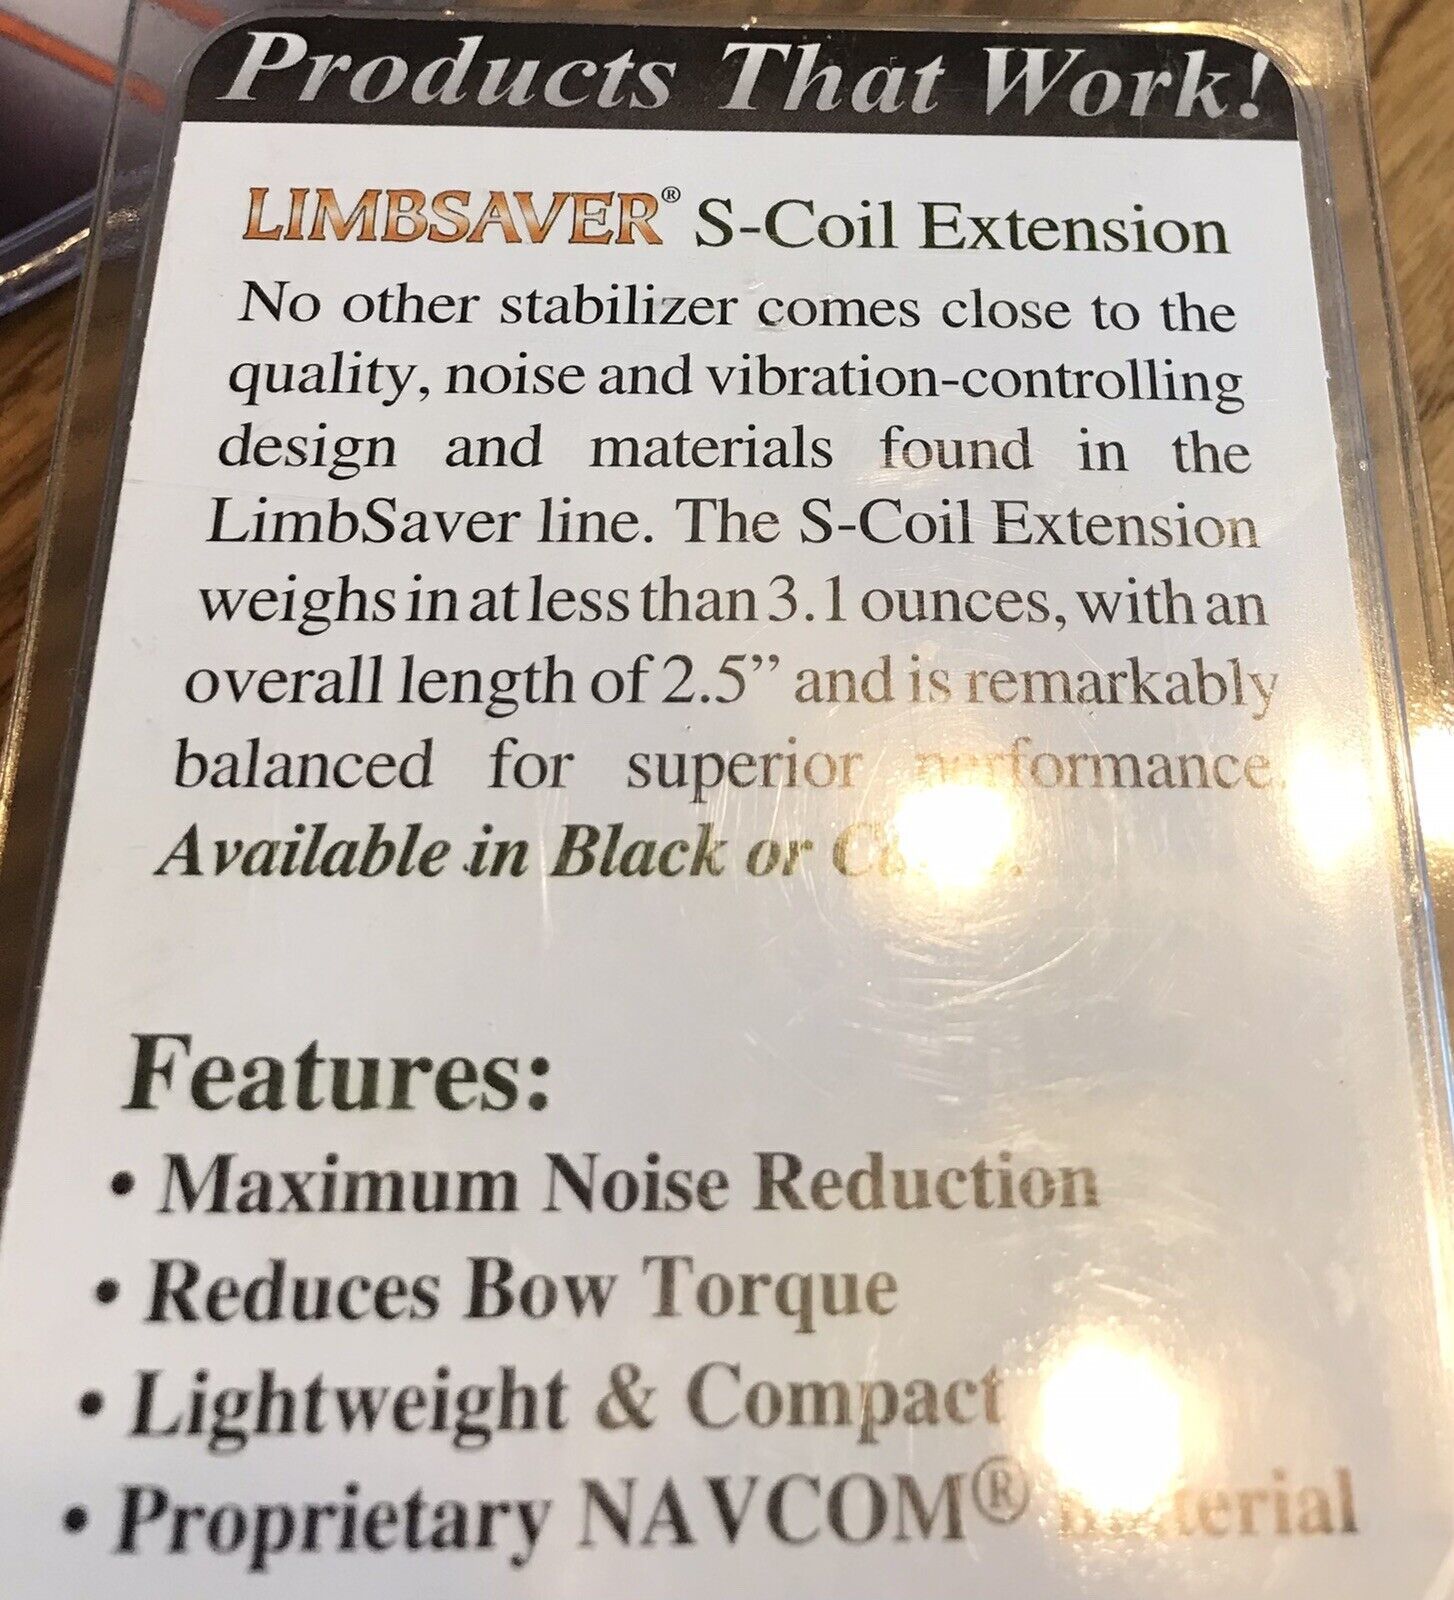 Products That Work!
LIMBSAVER® S-Coil Extension
No other stabilizer comes close to the
quality, noise and vibration-controlling
design and materials found in the
LimbSaver line. The S-Coil Extension
weighs in at less than 3.1 ounces, with an
overall length of 2.5” and is remarkably
balanced for superior performance.
Available in Black or
Features:
• Maximum Noise Reduction
• Reduces Bow Torque
• Lightweight & Compact
• Proprietary NAVCOM® material